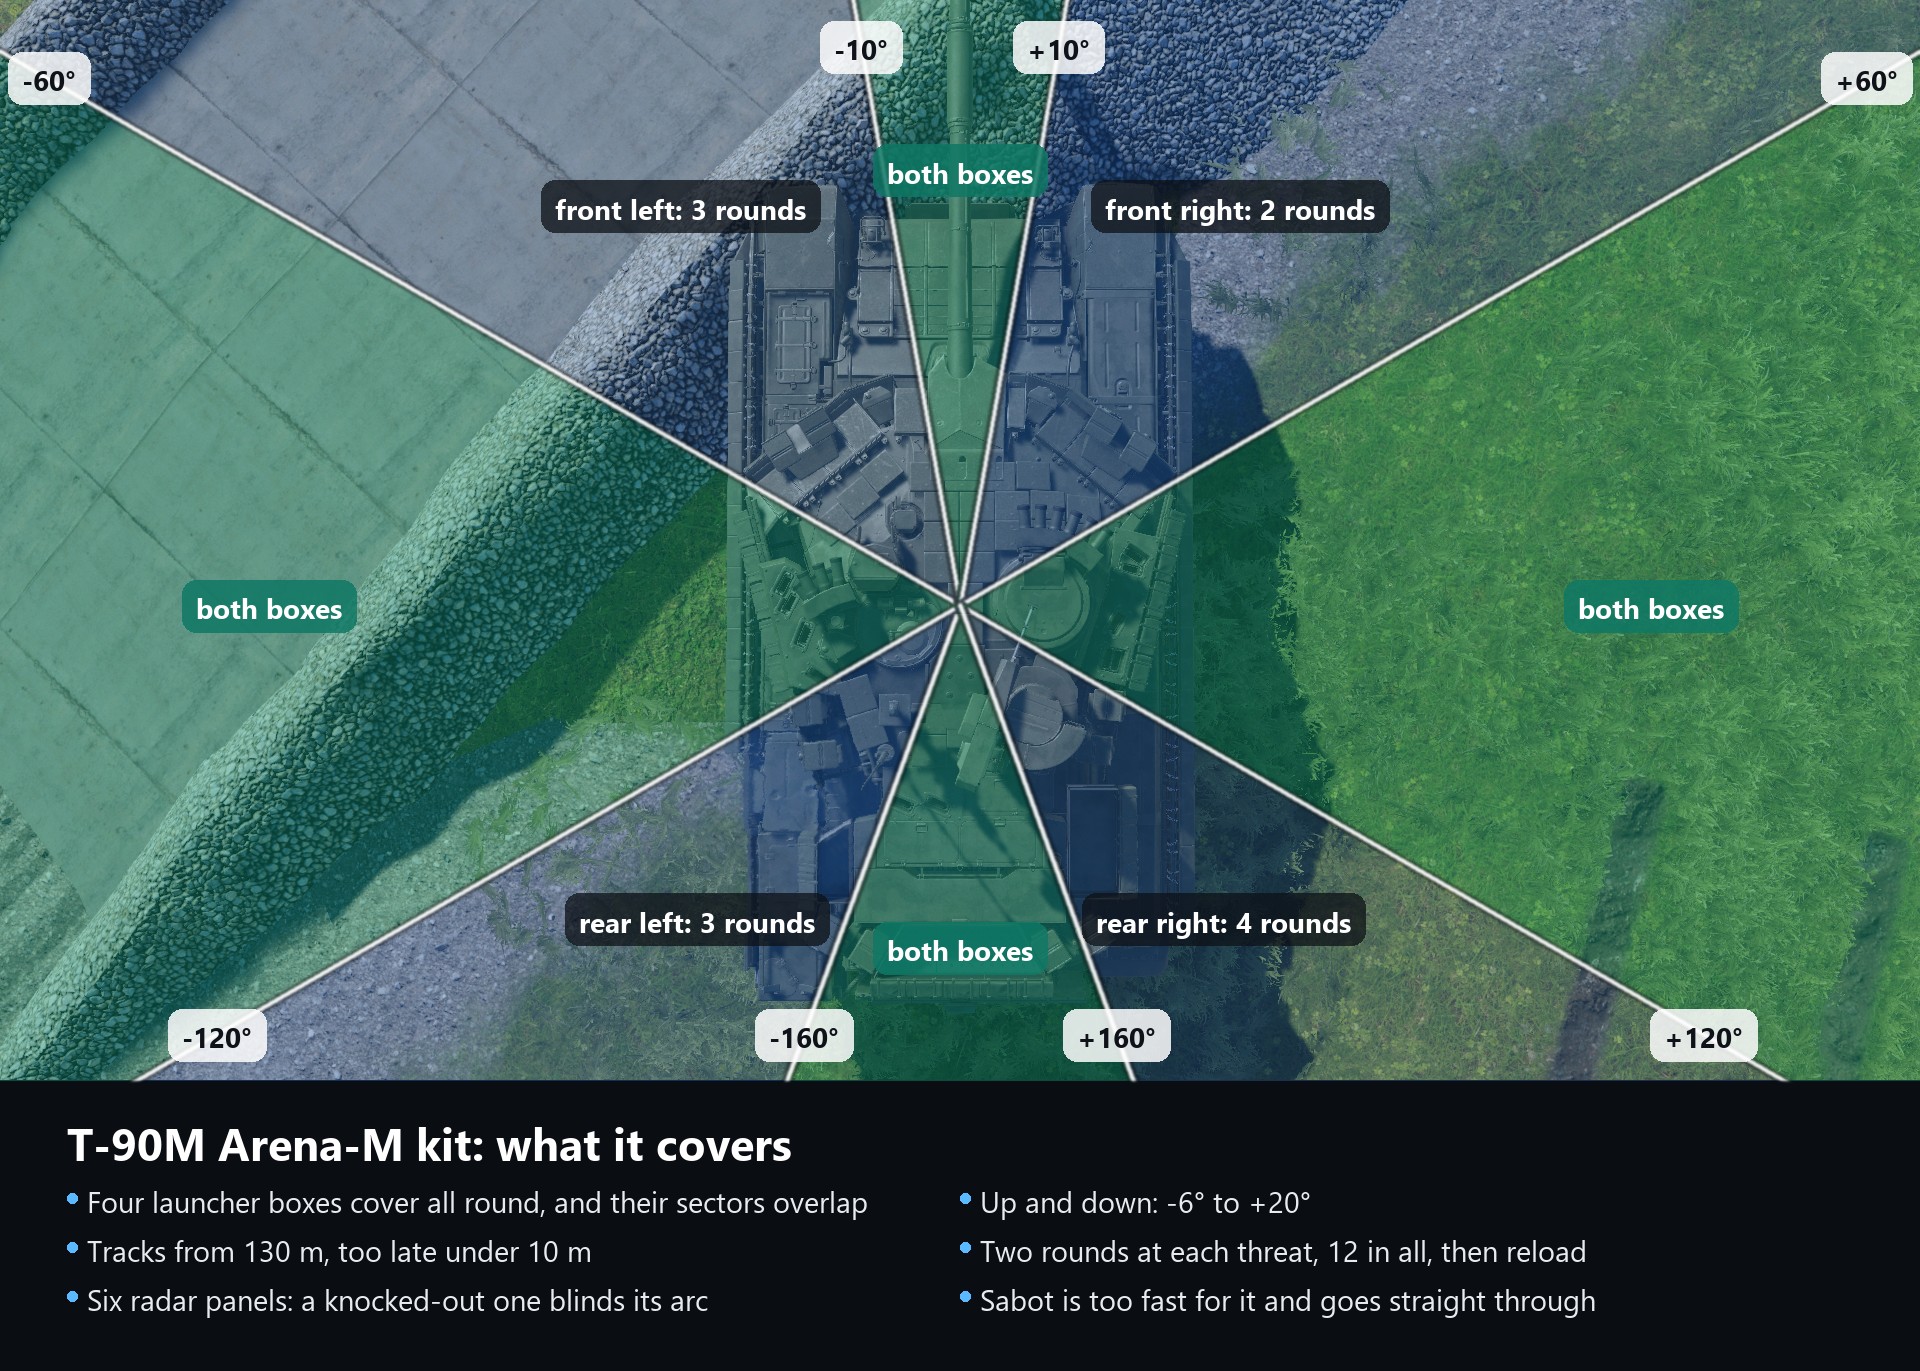 -10°
+10°
-60°
+60°
both boxes
front left: 3 rounds
front right: 2 rounds
both boxes
both boxes
rear left: 3 rounds
rear right: 4 rounds
both boxes
-120°
-160°
+160°
+120°
T-90M Arena-M kit: what it covers
Four launcher boxes cover all round, and their sectors overlap
Tracks from 130 m, too late under 10 m
Six radar panels: a knocked-out one blinds its arc
Up and down: -6° to +20°
Two rounds at each threat, 12 in all, then reload
Sabot is too fast for it and goes straight through